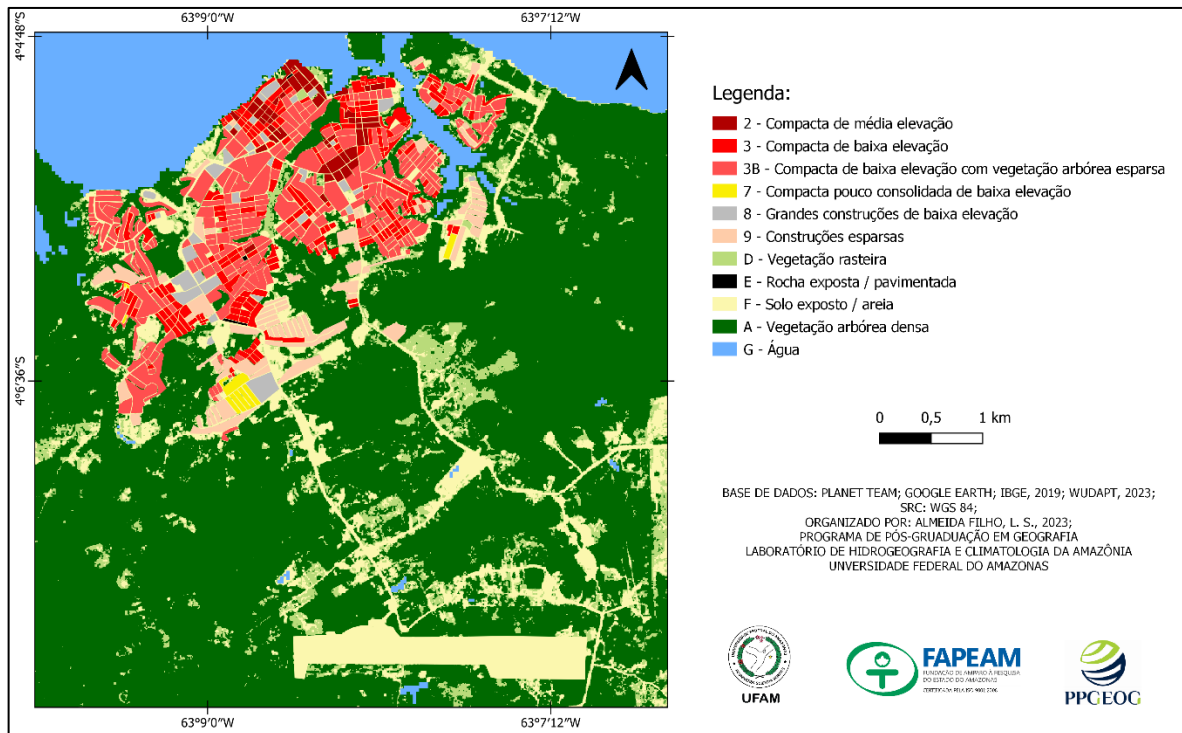 63°9'0"W
63°7'12"W
4°4'48"S
4°6'36"S
63°9'0"W
63°7'12"W
Legenda:
2 - Compacta de média elevação
3 - Compacta de baixa elevação
3B - Compacta de baixa elevação com vegetação arbórea esparsa
7 - Compacta pouco consolidada de baixa elevação
8 - Grandes construções de baixa elevação
9 - Construções esparsas
D - Vegetação rasteira
E - Rocha exposta / pavimentada
F - Solo exposto / areia
A - Vegetação arbórea densa
G - Água
0 0,5 1 km
BASE DE DADOS: PLANET TEAM; GOOGLE EARTH; IBGE, 2019; WUDAPT, 2023;
SRC: WGS 84;
ORGANIZADO POR: ALMEIDA FILHO, L. S., 2023;
PROGRAMA DE PÓS-GRUADUAÇÃO EM GEOGRAFIA
LABORATÓRIO DE HIDROGEOGRAFIA E CLIMATOLOGIA DA AMAZÔNIA
UNVERSIDADE FEDERAL DO AMAZONAS
UFAM
FAPEAM
FUNDAÇÃO DE AMPARO À PESQUISA
DO ESTADO DO AMAZONAS
CERTIFICADA PELA ISO 9001:2008
PPGEOG